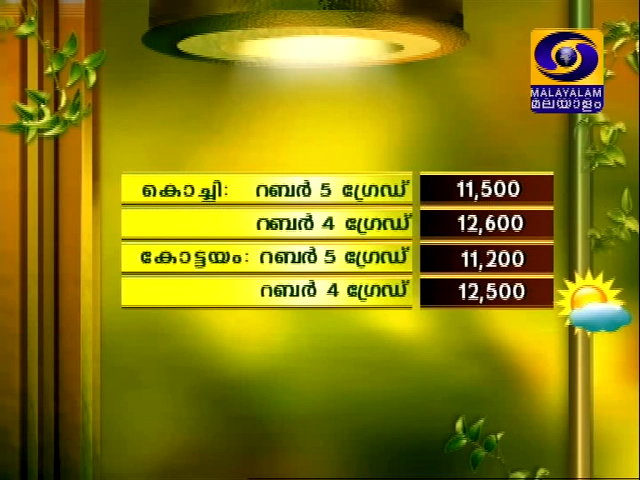 MALAYALAM
മലയാളം
കൊച്ചി: റബർ 5 ഗ്രേഡ് 11,500
റബർ 4 ഗ്രേഡ് 12,600
കോട്ടയം: റബർ 5 ഗ്രേഡ് 11,200
റബർ 4 ഗ്രേഡ് 12,500